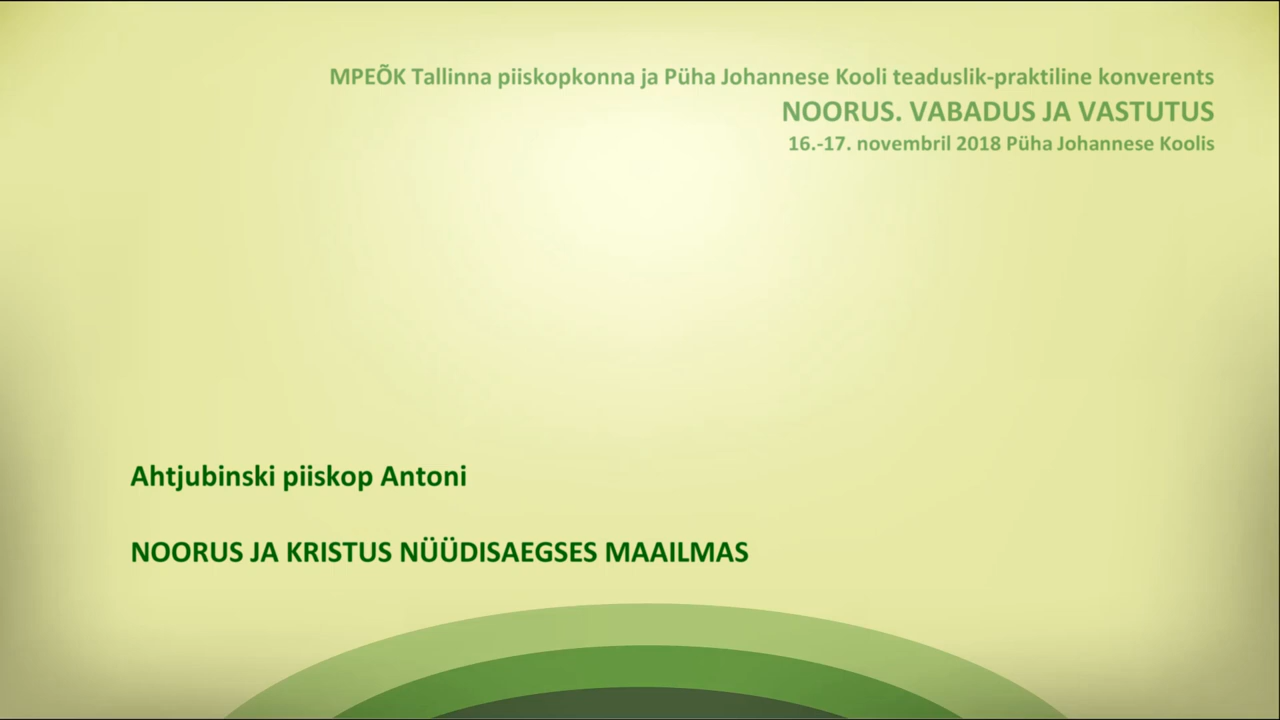 MPEÕK Tallinna piiskopkonna ja Püha Johannese Kooli teaduslik-praktiline konverents
NOORUS. VABADUS JA VASTUTUS
16.-17. novembril 2018 Püha Johannese Koolis
Ahtjubinski piiskop Antoni
NOORUS JA KRISTUS NÜÜDISAEGSES MAAILMAS